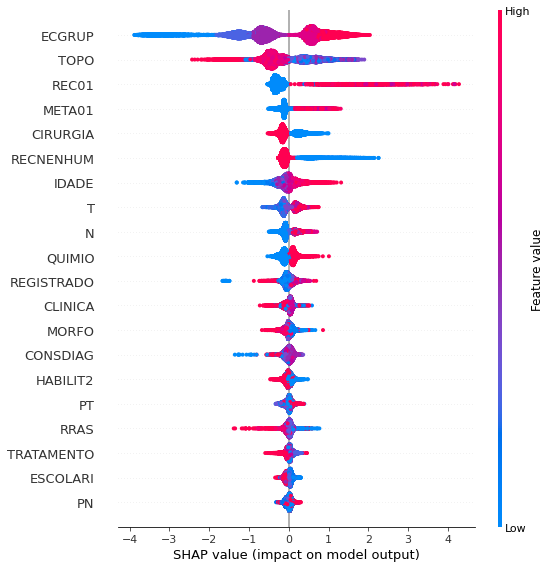 High
ECGRUP
TOPO
REC01
META01
CIRURGIA
RECNENHUM
IDADE
T
N
QUIMIO
REGISTRADO
CLINICA
MORFO
CONSDIAG
HABILIT2
PT
RRAS
TRATAMENTO
ESCOLARI
PN
Feature value
Low
−4 −3 −2 −1 0 1 2 3 4
SHAP value (impact on model output)